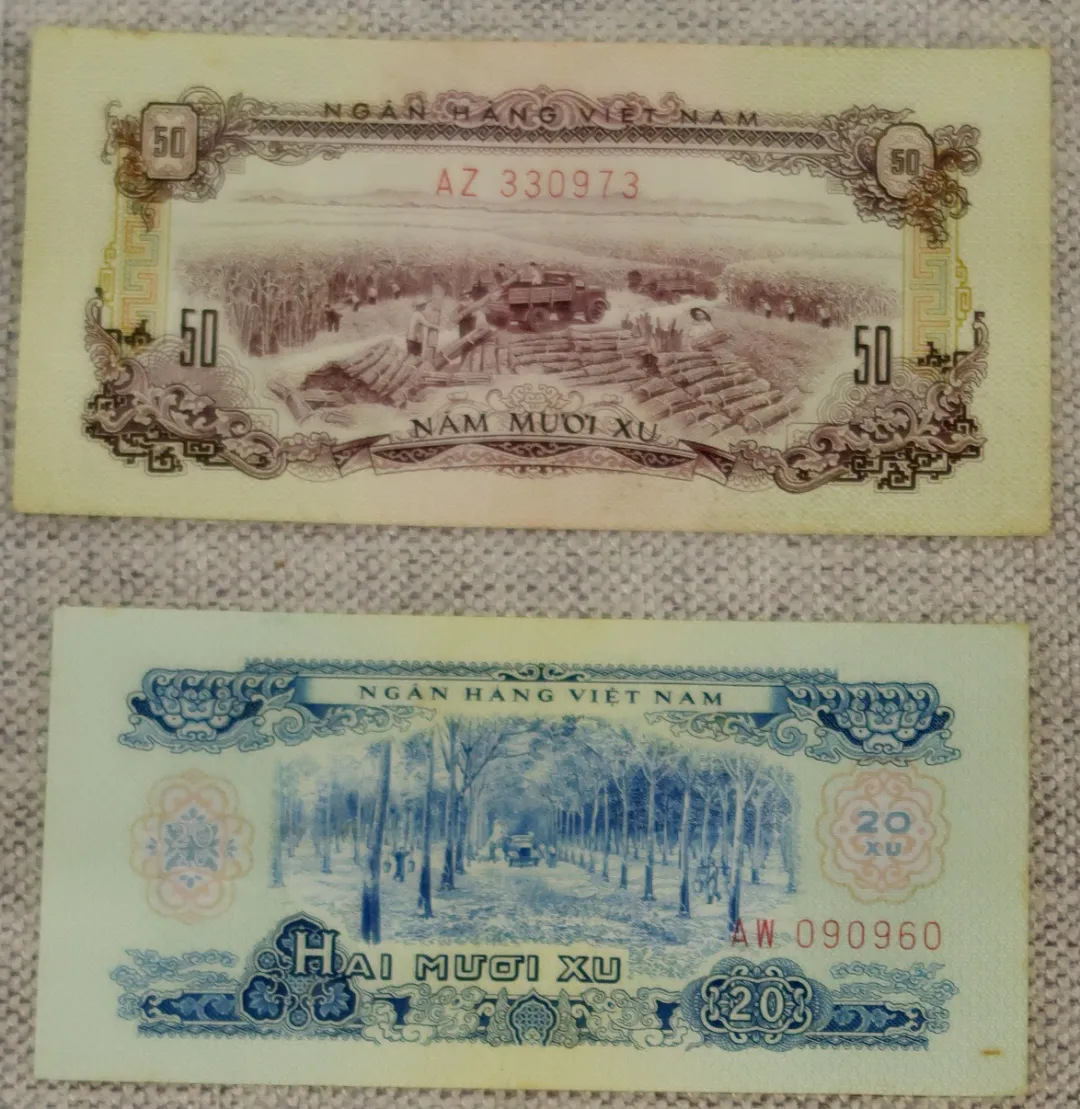 NGÂN HÀNG VIỆT NAM
50
50
AZ 330973
50
50
NĂM MƯƠI XU
NGÂN HÀNG VIỆT NAM
20
XU
AW 090960
HAI MƯƠI XU
20